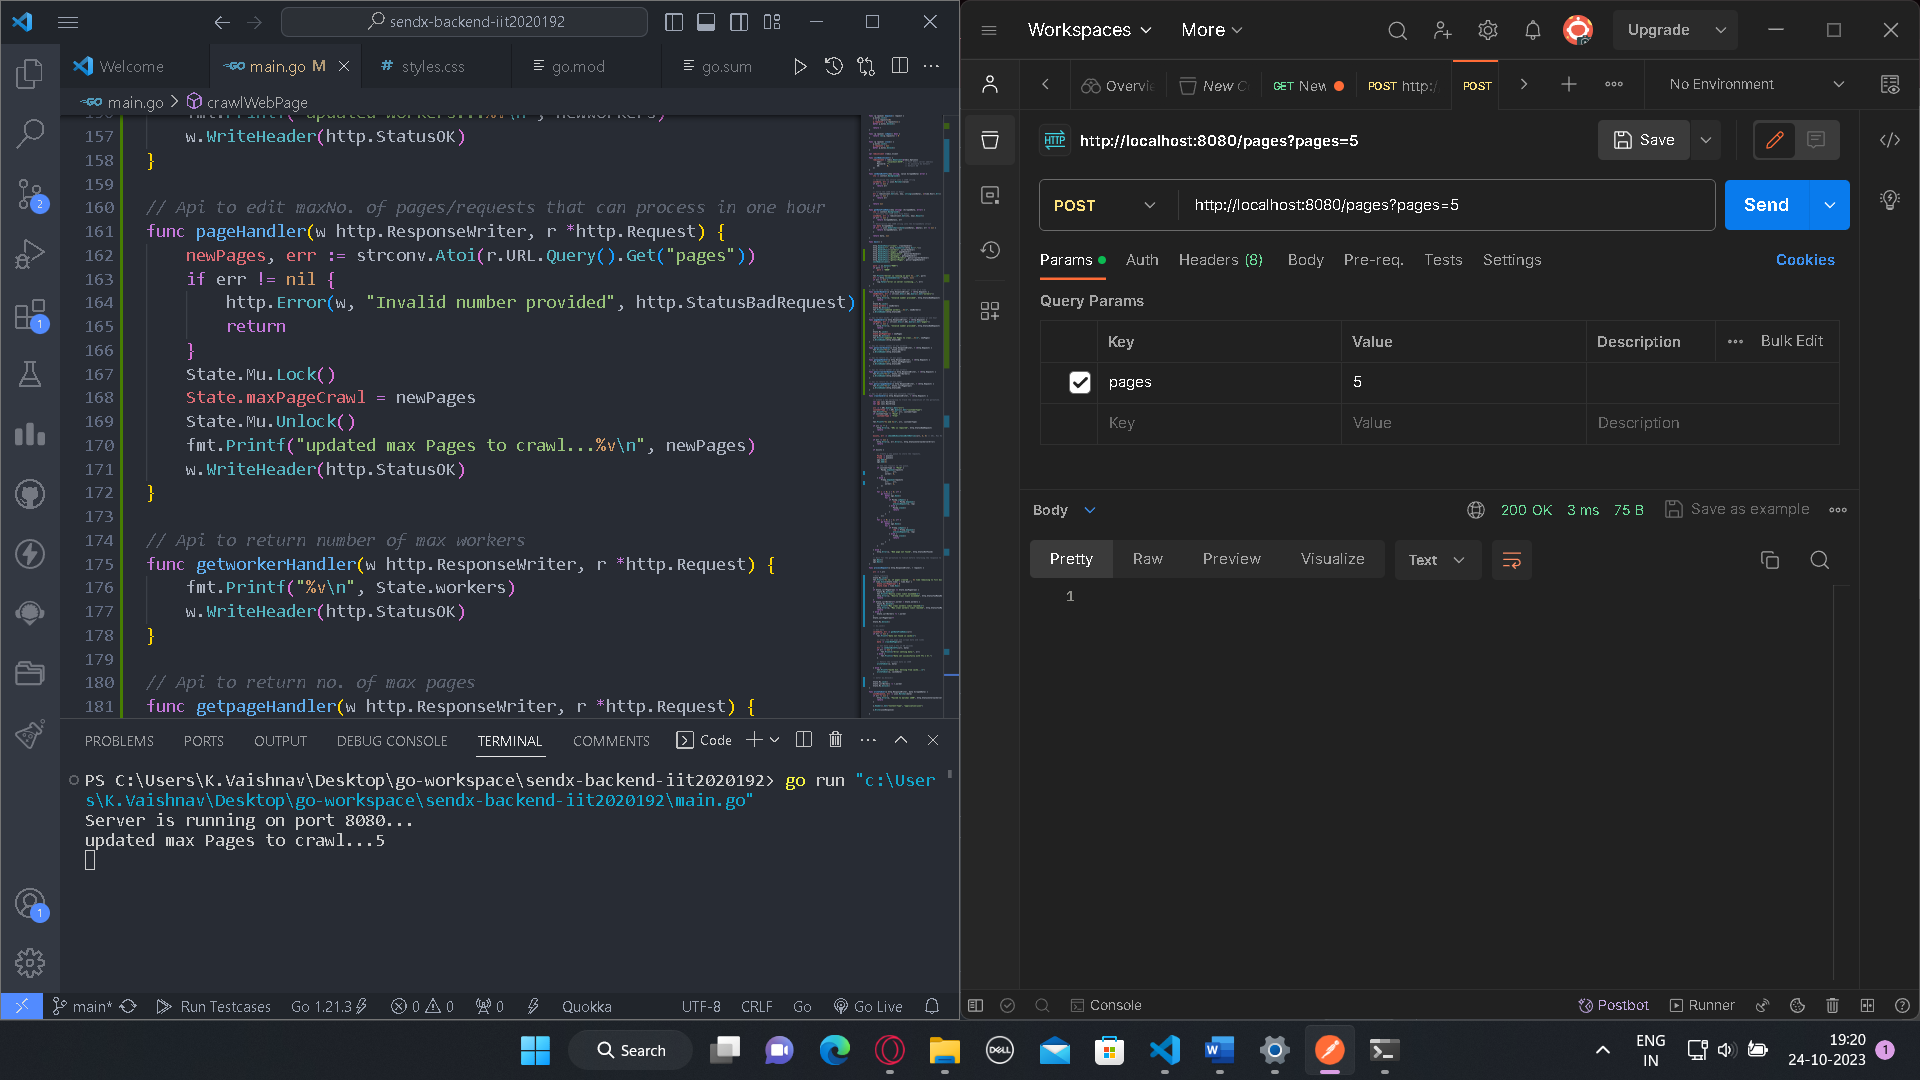 sendx-backend-iit2020192
Welcome
main.go M
styles.css
go.mod
go.sum
main.go > crawlWebPage
157 w.WriteHeader(http.StatusOK)
158 }
159
160 // Api to edit maxNo. of pages/requests that can process in one hour
161 func pageHandler(w http.ResponseWriter, r *http.Request) {
162 newPages, err := strconv.Atoi(r.URL.Query().Get("pages"))
163 if err != nil {
164 http.Error(w, "Invalid number provided", http.StatusBadRequest)
165 return
166 }
167 State.Mu.Lock()
168 State.maxPageCrawl = newPages
169 State.Mu.Unlock()
170 fmt.Printf("updated max Pages to crawl...%v\n", newPages)
171 w.WriteHeader(http.StatusOK)
172 }
173
174 // Api to return number of max workers
175 func getworkerHandler(w http.ResponseWriter, r *http.Request) {
176 fmt.Printf("%v\n", State.workers)
177 w.WriteHeader(http.StatusOK)
178 }
179
180 // Api to return no. of max pages
181 func getpageHandler(w http.ResponseWriter, r *http.Request) {
2
1
1
PROBLEMS PORTS OUTPUT DEBUG CONSOLE TERMINAL COMMENTS Code
PS C:\Users\K.Vaishnav\Desktop\go-workspace\sendx-backend-iit2020192> go run "c:\User
s\K.Vaishnav\Desktop\go-workspace\sendx-backend-iit2020192\main.go"
Server is running on port 8080...
updated max Pages to crawl...5
main* Run Testcases Go 1.21.3 0 0 0 Quokka UTF-8 CRLF Go Go Live
Workspaces More Upgrade
Overvi New C GET New POST http:/ POST No Environment
HTTP http://localhost:8080/pages?pages=5 Save
POST http://localhost:8080/pages?pages=5 Send
Params Auth Headers (8) Body Pre-req. Tests Settings Cookies
Query Params
Key Value Description Bulk Edit
pages 5
Key Value Description
Body 200 OK 3 ms 75 B Save as example
Pretty Raw Preview Visualize Text
1
Console Postbot Runner
Search
DELL
ENG
IN
19:20
24-10-2023
1